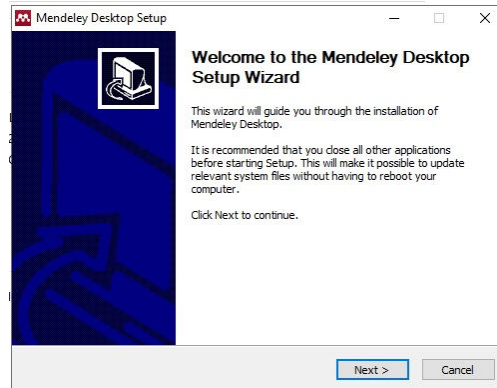 Mendeley Desktop Setup
Welcome to the Mendeley Desktop
Setup Wizard
This wizard will guide you through the installation of
Mendeley Desktop.
It is recommended that you close all other applications
before starting Setup. This will make it possible to update
relevant system files without having to reboot your
computer.
Click Next to continue.
Next >
Cancel